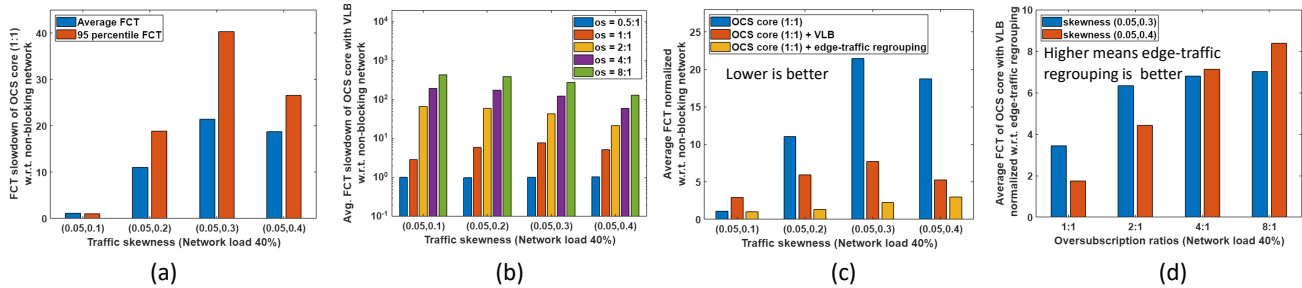 FCT slowdown of OCS core (1:1)
w.r.t. non-blocking network
40
30
20
10
0
Average FCT
95 percentile FCT
(0.05,0.1) (0.05,0.2) (0.05,0.3) (0.05,0.4)
Traffic skewness (Network load 40%)
(a)
Avg. FCT slowdown of OCS core with VLB
w.r.t. non-blocking network
10^4
10^3
10^2
10^1
10^0
10^-1
os = 0.5:1
os = 1:1
os = 2:1
os = 4:1
os = 8:1
(0.05,0.1) (0.05,0.2) (0.05,0.3) (0.05,0.4)
Traffic skewness (Network load 40%)
(b)
Average FCT normalized
w.r.t. non-blocking network
25
20
15
10
5
0
OCS core (1:1)
OCS core (1:1) + VLB
OCS core (1:1) + edge-traffic regrouping
Lower is better
(0.05,0.1) (0.05,0.2) (0.05,0.3) (0.05,0.4)
Traffic skewness (Network load 40%)
(c)
Average FCT of OCS core with VLB
normalized w.r.t. edge-traffic regrouping
10
8
6
4
2
0
skewness (0.05,0.3)
skewness (0.05,0.4)
Higher means edge-traffic
regrouping is better
1:1 2:1 4:1 8:1
Oversubscription ratios (Network load 40%)
(d)